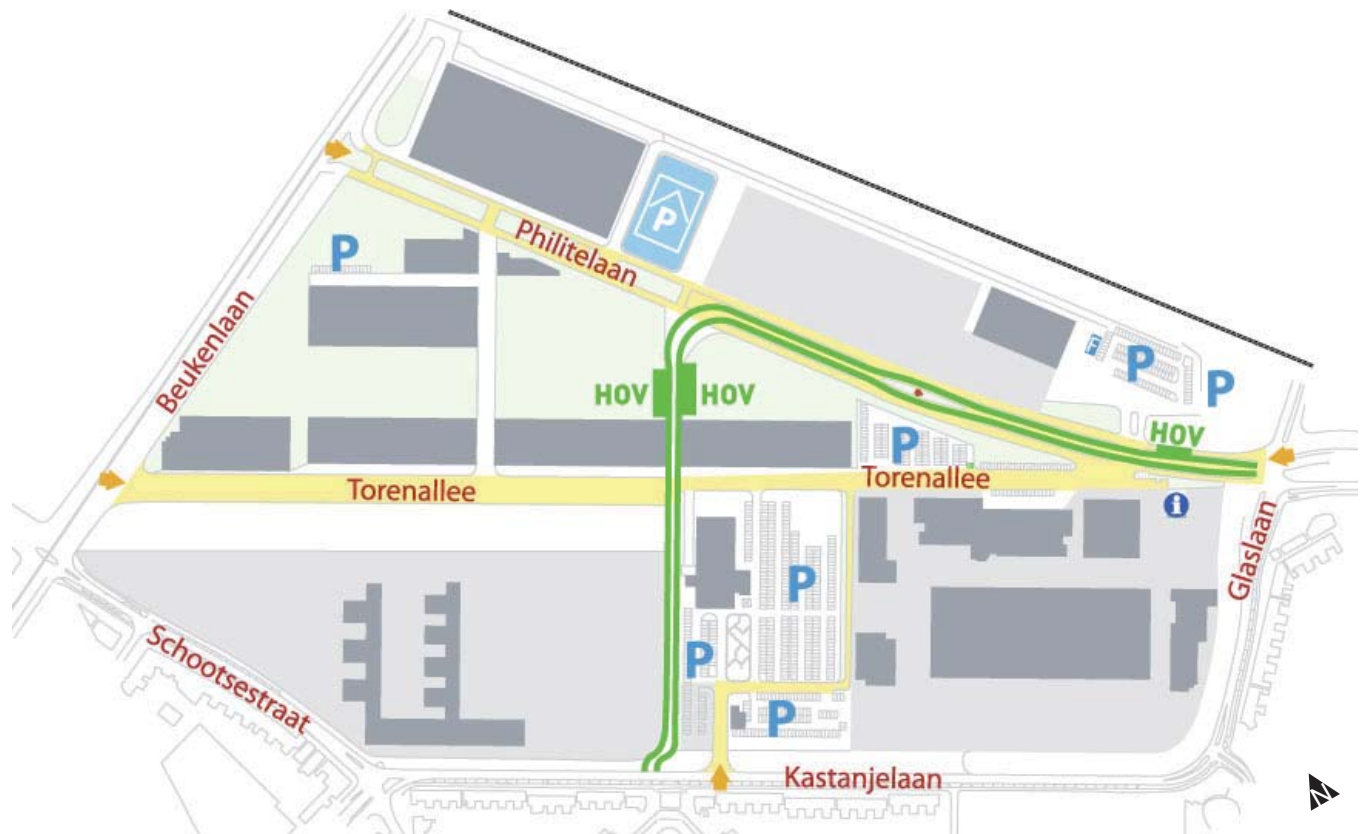 P
Philitelaan
P
Beukenlaan
P
P
HOV
HOV
HOV
P
Torenallee
Torenallee
i
Glaslaan
P
P
Schootsestraat
P
Kastanjelaan
N